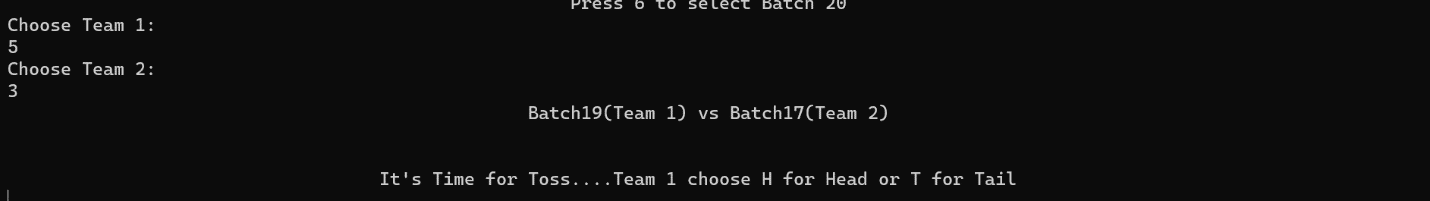 Press 6 to select Batch 20
Choose Team 1:
5
Choose Team 2:
3
Batch19(Team 1) vs Batch17(Team 2)
It's Time for Toss....Team 1 choose H for Head or T for Tail